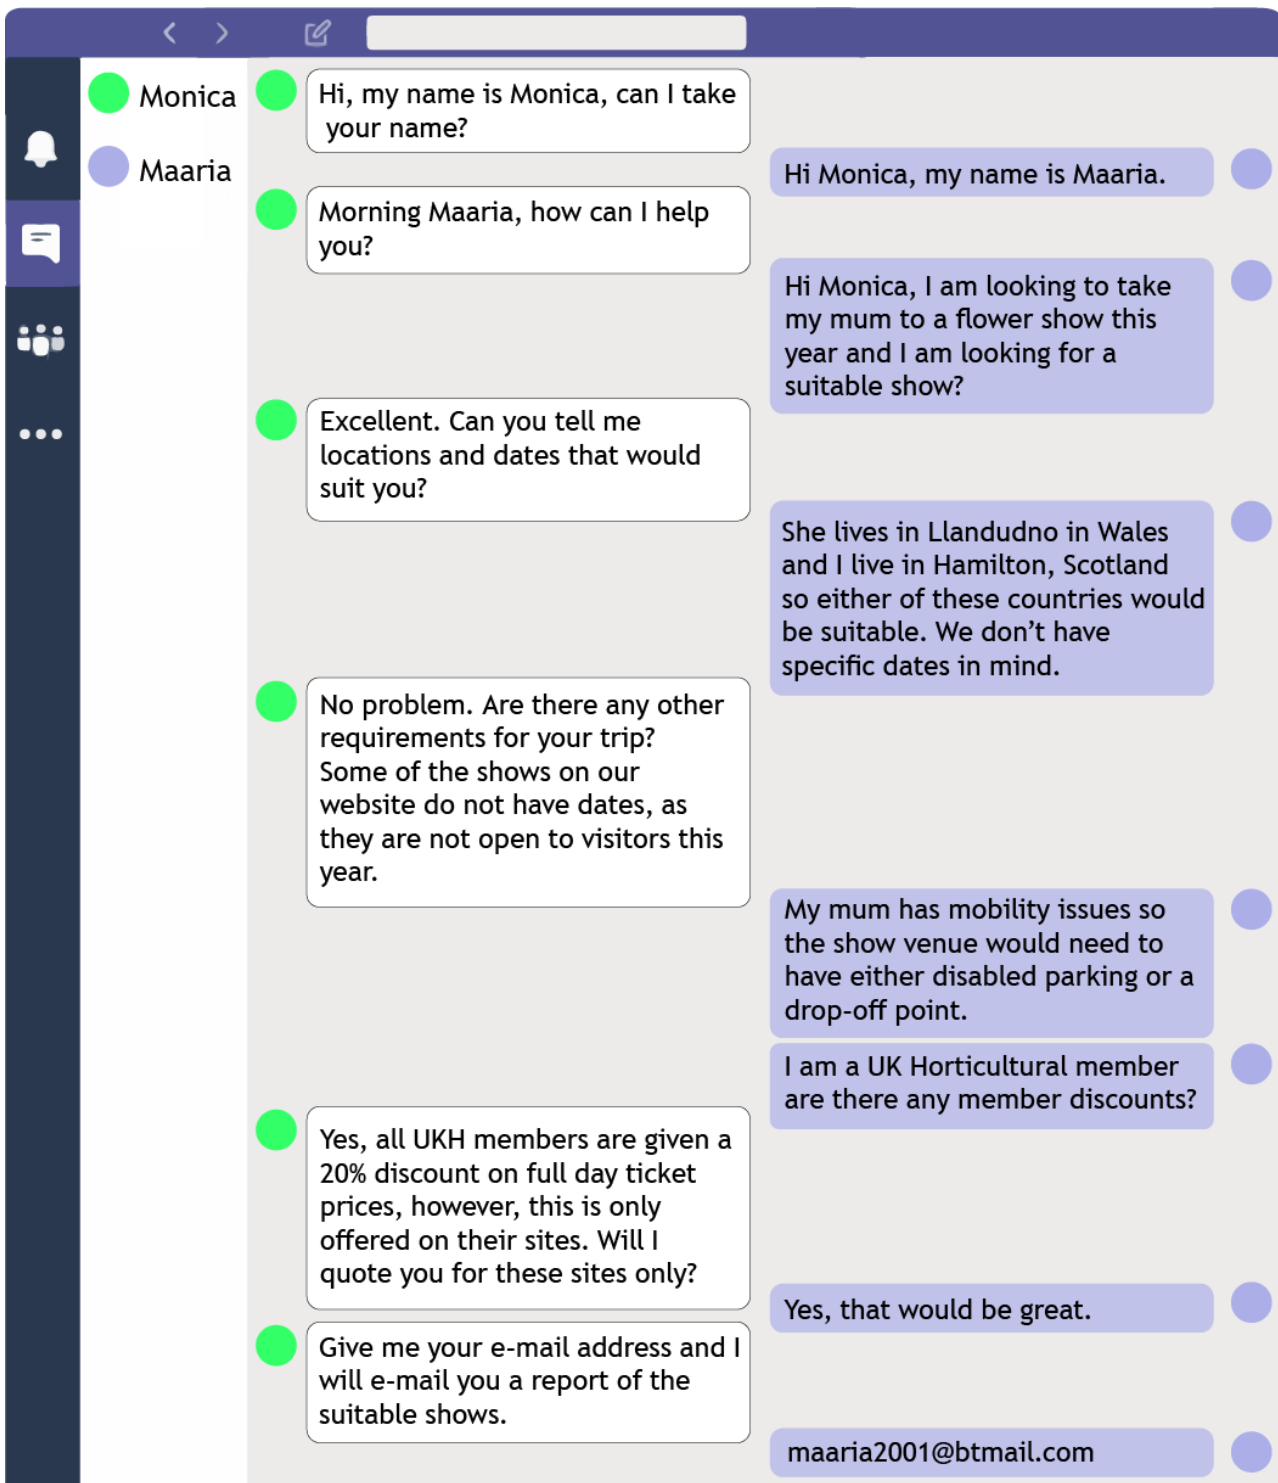 Monica
Maaria
Hi, my name is Monica, can I take
your name?
Hi Monica, my name is Maaria.
Morning Maaria, how can I help
you?
Hi Monica, I am looking to take
my mum to a flower show this
year and I am looking for a
suitable show?
Excellent. Can you tell me
locations and dates that would
suit you?
She lives in Llandudno in Wales
and I live in Hamilton, Scotland
so either of these countries would
be suitable. We don’t have
specific dates in mind.
No problem. Are there any other
requirements for your trip?
Some of the shows on our
website do not have dates, as
they are not open to visitors this
year.
My mum has mobility issues so
the show venue would need to
have either disabled parking or a
drop-off point.
I am a UK Horticultural member
are there any member discounts?
Yes, all UKH members are given a
20% discount on full day ticket
prices, however, this is only
offered on their sites. Will I
quote you for these sites only?
Yes, that would be great.
Give me your e-mail address and I
will e-mail you a report of the
suitable shows.
maaria2001@btmail.com